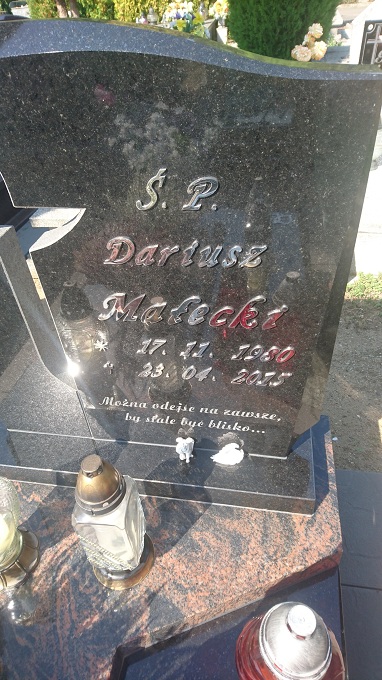 Ś. P.
Dariusz
Małecki
* 17. 11. 1980
23. 04. 2015
Można odejść na zawsze,
by stale być blisko...